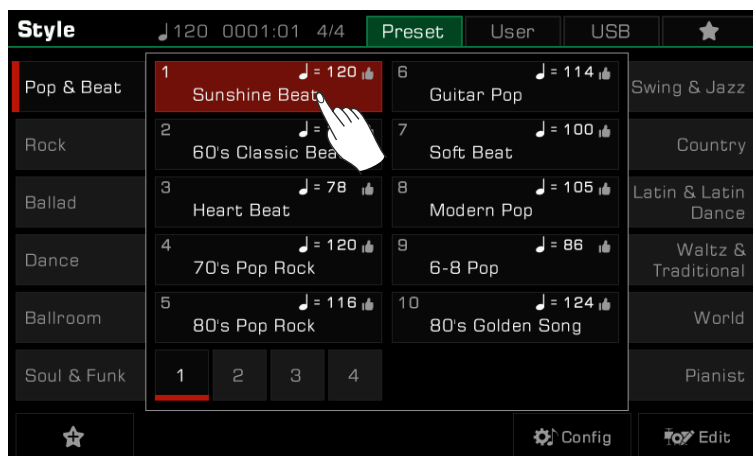 Style
♩120 0001:01 4/4
Preset
User
USB
Pop & Beat
Rock
Ballad
Dance
Ballroom
Soul & Funk
1 ♩= 120
Sunshine Beat
2 ♩=
60's Classic
3 ♩= 78
Heart Beat
4 ♩= 120
70's Pop Rock
5 ♩= 116
80's Pop Rock
6 ♩= 114
Guitar Pop
7 ♩= 100
Soft Beat
8 ♩= 105
Modern Pop
9 ♩= 86
6-8 Pop
10 ♩= 124
80's Golden Song
1 2 3 4
Swing & Jazz
Country
Latin & Latin
Dance
Waltz &
Traditional
World
Pianist
Config
Edit